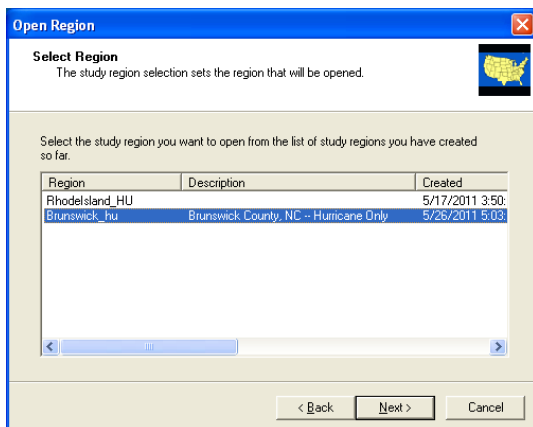 Open Region
Select Region
The study region selection sets the region that will be opened.
Select the study region you want to open from the list of study regions you have created
so far.
Region Description Created
RhodeIsland_HU 5/17/2011 3:50:
Brunswick_hu Brunswick County, NC -- Hurricane Only 5/26/2011 5:03:
< Back Next > Cancel